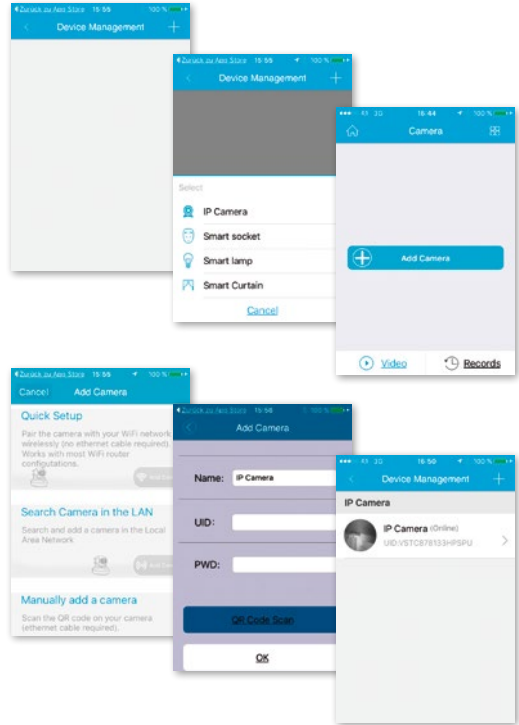 Zurück zu App Store 15:55 100 %
Device Management
Zurück zu App Store 15:55 100 %
Device Management
Select
IP Camera
Smart socket
Smart lamp
Smart Curtain
Cancel
3G 15:44 100 %
Camera
Add Camera
Video
Records
Zurück zu App Store 15:55 100 %
Cancel Add Camera
Quick Setup
Pair the camera with your WiFi network
wirelessly (no ethernet cable required).
Works with most WiFi router
configutations.
Search Camera in the LAN
Search and add a camera in the Local
Area Network
Manually add a camera
Scan the QR code on your camera
(ethernet cable required).
Zurück zu App Store 15:56 100 %
Add Camera
Name: IP Camera
UID:
PWD:
QR Code Scan
OK
3G 15:50 100 %
Device Management
IP Camera
IP Camera (Online)
UID:VSTC878133HPSPU